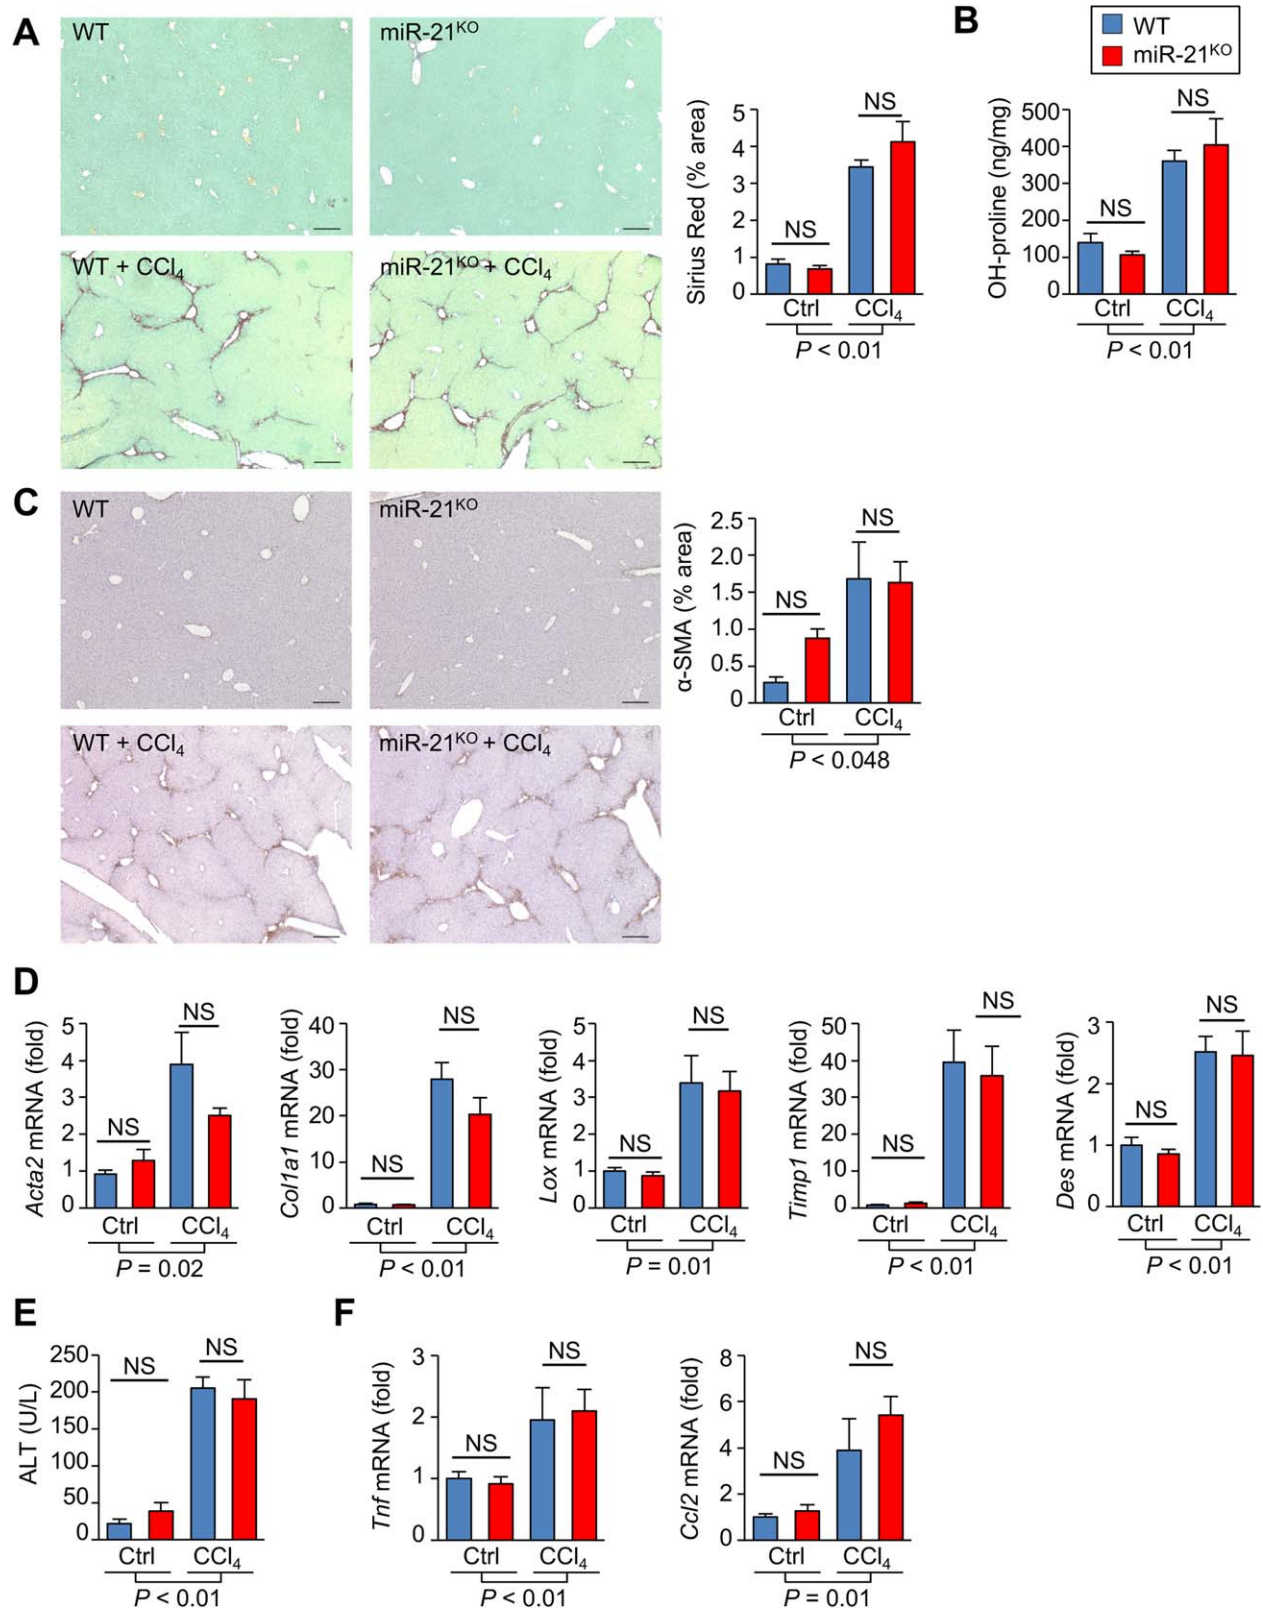 A
WT
miR-21KO
WT + CCl4
miR-21KO + CCl4
Sirius Red (% area)
5
4
3
2
1
0
NS
NS
Ctrl
CCl4
P < 0.01
B
WT
miR-21KO
OH-proline (ng/mg)
500
400
300
200
100
0
NS
NS
Ctrl
CCl4
P < 0.01
C
WT
miR-21KO
WT + CCl4
miR-21KO + CCl4
α-SMA (% area)
2.5
2.0
1.5
1.0
0.5
0
NS
NS
Ctrl
CCl4
P < 0.048
D
Acta2 mRNA (fold)
5
4
3
2
1
0
NS
NS
Ctrl
CCl4
P = 0.02
Col1a1 mRNA (fold)
40
30
20
10
0
NS
NS
Ctrl
CCl4
P < 0.01
Lox mRNA (fold)
5
4
3
2
1
0
NS
NS
Ctrl
CCl4
P = 0.01
Timp1 mRNA (fold)
50
40
30
20
10
0
NS
NS
Ctrl
CCl4
P < 0.01
Des mRNA (fold)
3
2
1
0
NS
NS
Ctrl
CCl4
P < 0.01
E
ALT (U/L)
250
200
150
100
50
0
NS
NS
Ctrl
CCl4
P < 0.01
F
Tnf mRNA (fold)
3
2
1
0
NS
NS
Ctrl
CCl4
P < 0.01
Ccl2 mRNA (fold)
8
6
4
2
0
NS
NS
Ctrl
CCl4
P = 0.01